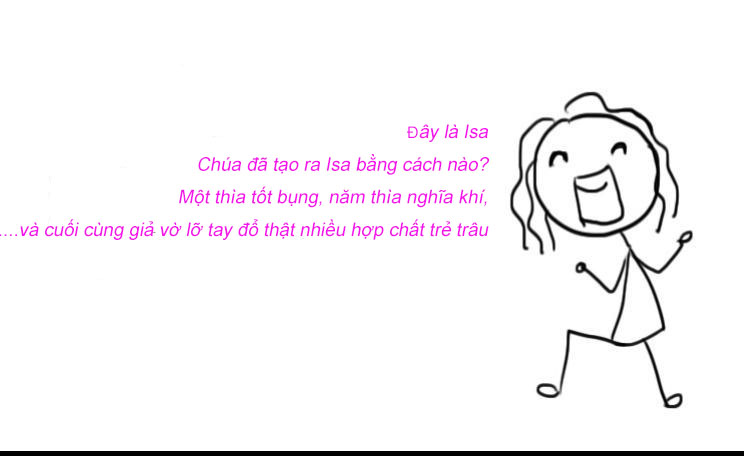 Đây là Isa
Chúa đã tạo ra Isa bằng cách nào?
Một thìa tốt bụng, năm thìa nghĩa khí,
....và cuối cùng giả vờ lỡ tay đổ thật nhiều hợp chất trẻ trâu